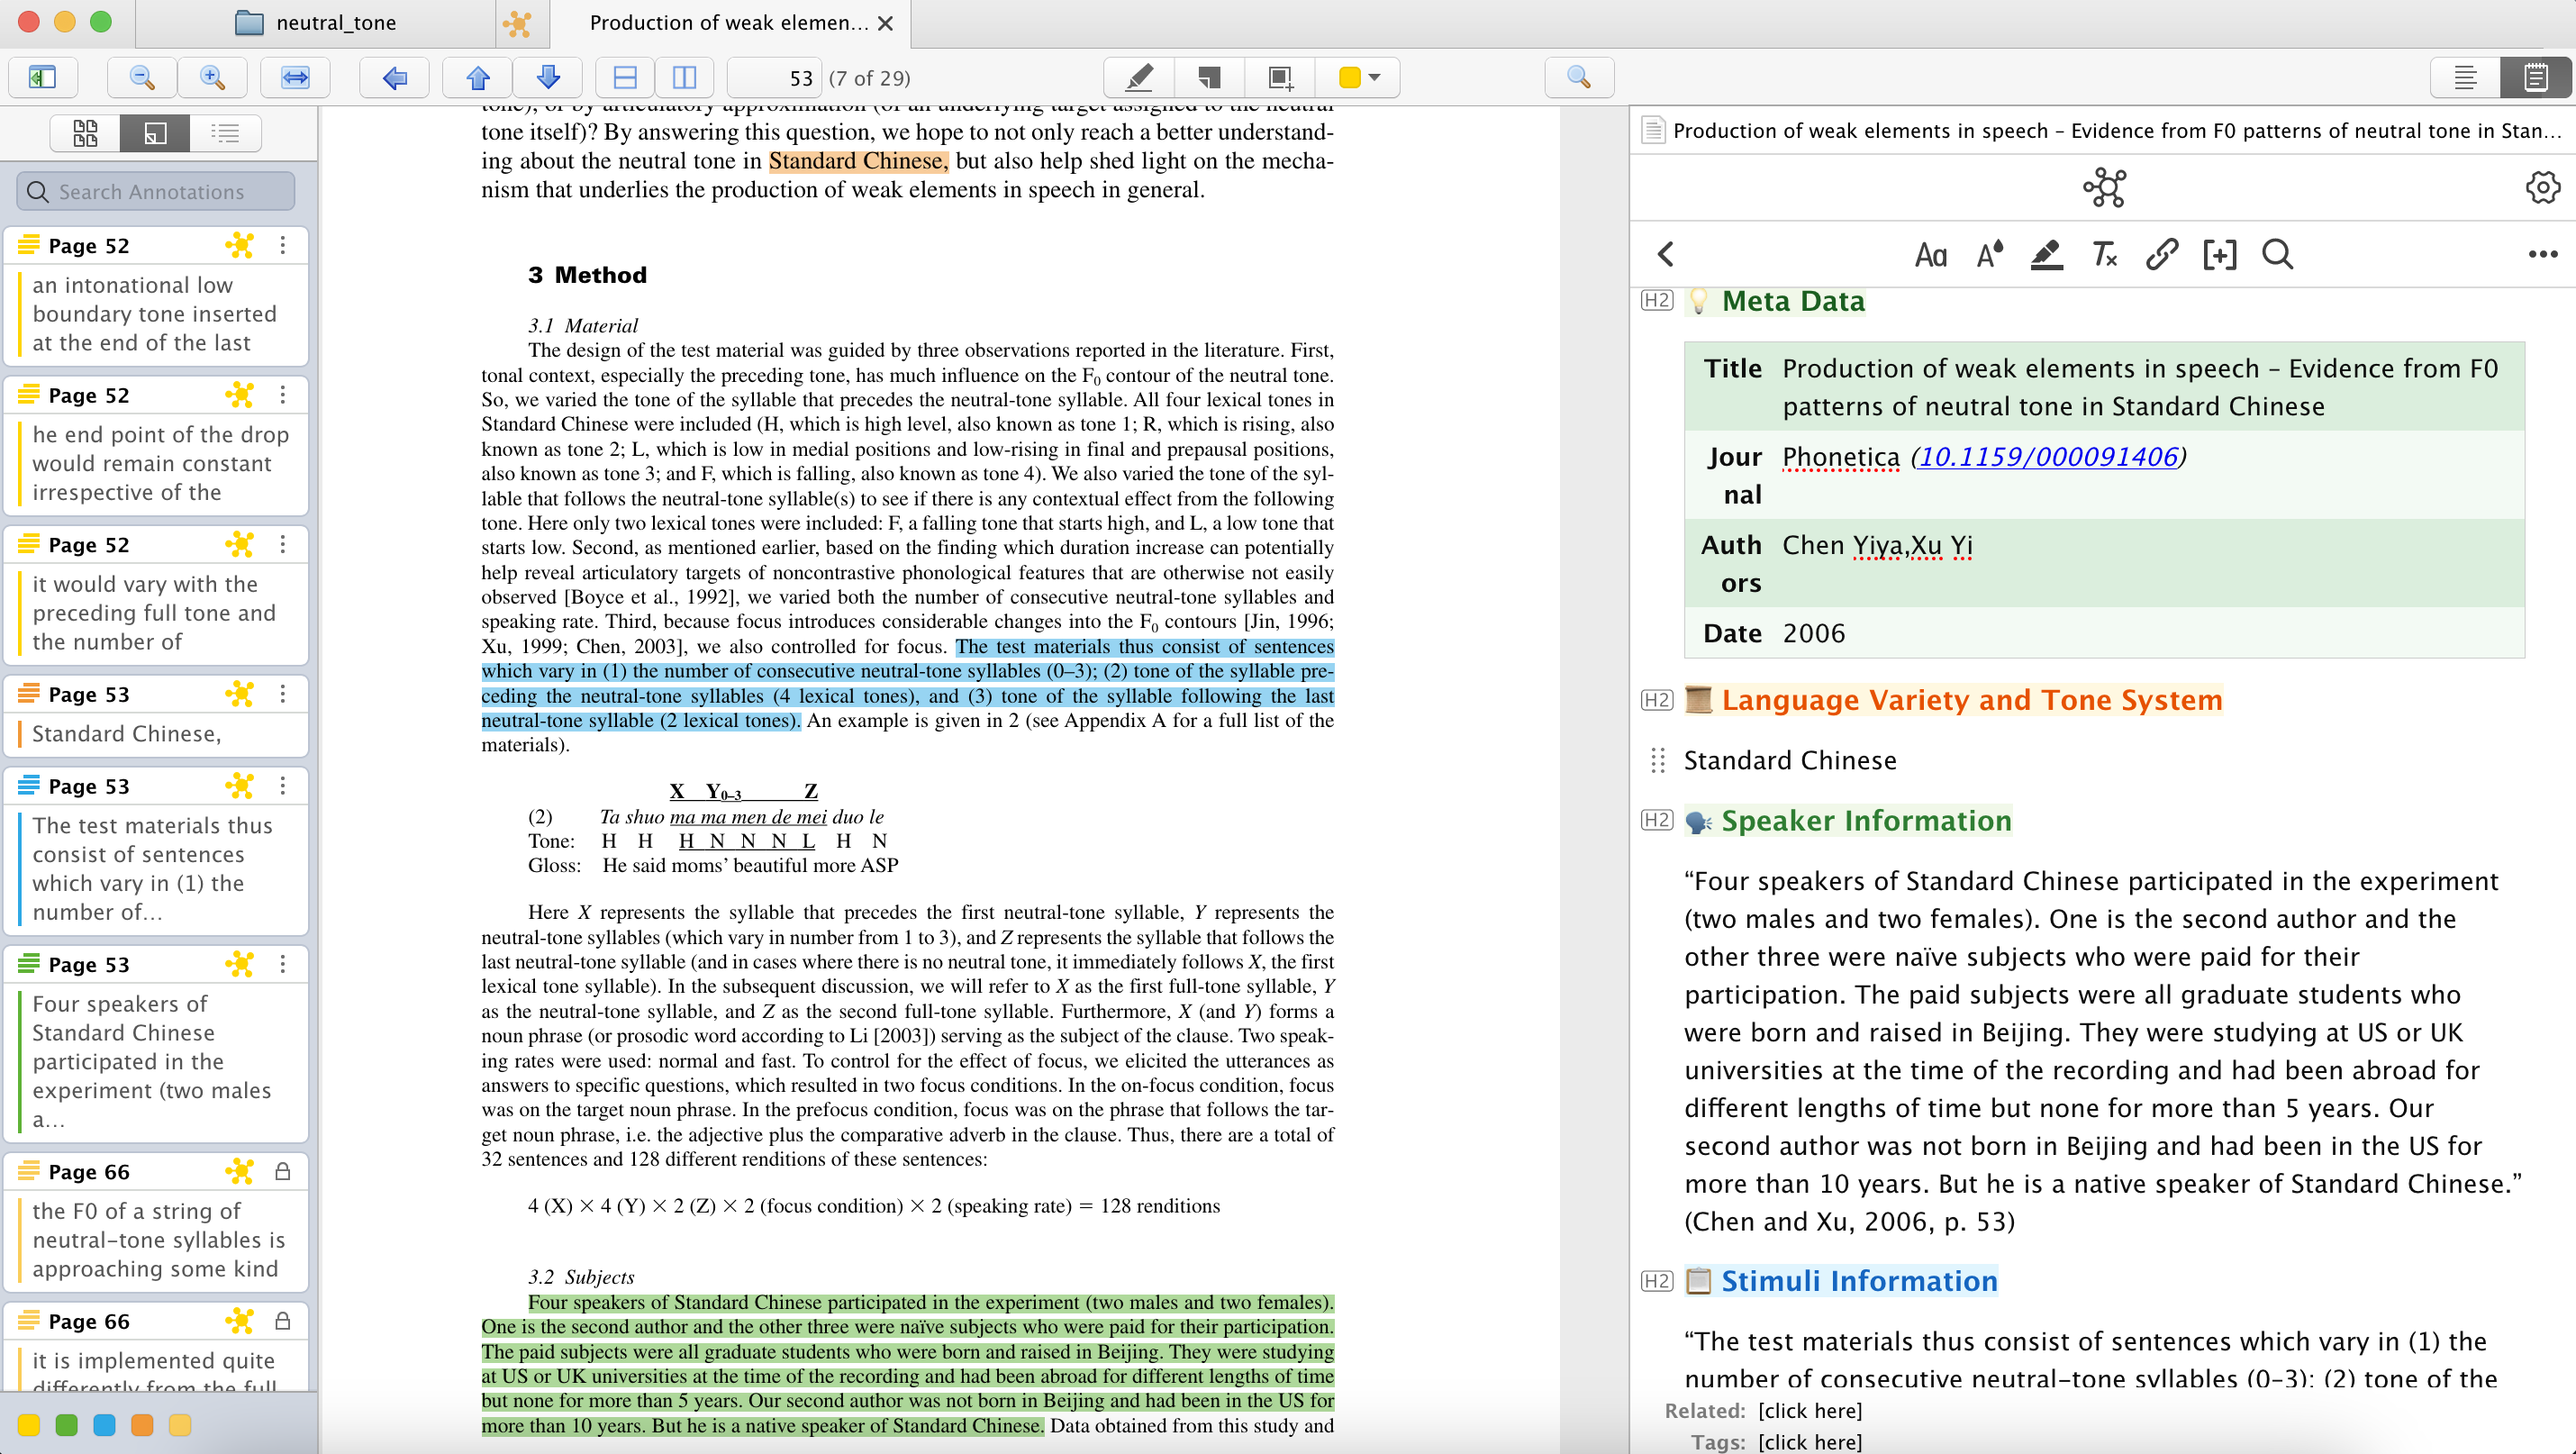 neutral_tone
Production of weak elemen…
53 (7 of 29)
Search Annotations
Page 52
an intonational low
boundary tone inserted
at the end of the last
Page 52
he end point of the drop
would remain constant
irrespective of the
Page 52
it would vary with the
preceding full tone and
the number of
Page 53
Standard Chinese,
Page 53
The test materials thus
consist of sentences
which vary in (1) the
number of…
Page 53
Four speakers of
Standard Chinese
participated in the
experiment (two males
a…
Page 66
the F0 of a string of
neutral-tone syllables is
approaching some kind
Page 66
it is implemented quite
differently from the full
tone), or by articulatory approximation (of an underlying target assigned to the neutral
tone itself)? By answering this question, we hope to not only reach a better understand-
ing about the neutral tone in Standard Chinese, but also help shed light on the mecha-
nism that underlies the production of weak elements in speech in general.
3 Method
3.1 Material
The design of the test material was guided by three observations reported in the literature. First,
tonal context, especially the preceding tone, has much influence on the F0 contour of the neutral tone.
So, we varied the tone of the syllable that precedes the neutral-tone syllable. All four lexical tones in
Standard Chinese were included (H, which is high level, also known as tone 1; R, which is rising, also
known as tone 2; L, which is low in medial positions and low-rising in final and prepausal positions,
also known as tone 3; and F, which is falling, also known as tone 4). We also varied the tone of the syl-
lable that follows the neutral-tone syllable(s) to see if there is any contextual effect from the following
tone. Here only two lexical tones were included: F, a falling tone that starts high, and L, a low tone that
starts low. Second, as mentioned earlier, based on the finding which duration increase can potentially
help reveal articulatory targets of noncontrastive phonological features that are otherwise not easily
observed [Boyce et al., 1992], we varied both the number of consecutive neutral-tone syllables and
speaking rate. Third, because focus introduces considerable changes into the F0 contours [Jin, 1996;
Xu, 1999; Chen, 2003], we also controlled for focus. The test materials thus consist of sentences
which vary in (1) the number of consecutive neutral-tone syllables (0–3); (2) tone of the syllable pre-
ceding the neutral-tone syllables (4 lexical tones), and (3) tone of the syllable following the last
neutral-tone syllable (2 lexical tones). An example is given in 2 (see Appendix A for a full list of the
materials).
X Y0–3 Z
(2) Ta shuo ma ma men de mei duo le
Tone: H H H N N N L H N
Gloss: He said moms’ beautiful more ASP
Here X represents the syllable that precedes the first neutral-tone syllable, Y represents the
neutral-tone syllables (which vary in number from 1 to 3), and Z represents the syllable that follows the
last neutral-tone syllable (and in cases where there is no neutral tone, it immediately follows X, the first
lexical tone syllable). In the subsequent discussion, we will refer to X as the first full-tone syllable, Y
as the neutral-tone syllable, and Z as the second full-tone syllable. Furthermore, X (and Y) forms a
noun phrase (or prosodic word according to Li [2003]) serving as the subject of the clause. Two speak-
ing rates were used: normal and fast. To control for the effect of focus, we elicited the utterances as
answers to specific questions, which resulted in two focus conditions. In the on-focus condition, focus
was on the target noun phrase. In the prefocus condition, focus was on the phrase that follows the tar-
get noun phrase, i.e. the adjective plus the comparative adverb in the clause. Thus, there are a total of
32 sentences and 128 different renditions of these sentences:
4 (X) × 4 (Y) × 2 (Z) × 2 (focus condition) × 2 (speaking rate) = 128 renditions
3.2 Subjects
Four speakers of Standard Chinese participated in the experiment (two males and two females).
One is the second author and the other three were naïve subjects who were paid for their participation.
The paid subjects were all graduate students who were born and raised in Beijing. They were studying
at US or UK universities at the time of the recording and had been abroad for different lengths of time
but none for more than 5 years. Our second author was not born in Beijing and had been in the US for
more than 10 years. But he is a native speaker of Standard Chinese. Data obtained from this study and
Production of weak elements in speech – Evidence from F0 patterns of neutral tone in Stan…
Aa
H2 Meta Data
Title Production of weak elements in speech – Evidence from F0
patterns of neutral tone in Standard Chinese
Jour Phonetica (10.1159/000091406)
nal
Auth Chen Yiya,Xu Yi
ors
Date 2006
H2 Language Variety and Tone System
Standard Chinese
H2 Speaker Information
“Four speakers of Standard Chinese participated in the experiment
(two males and two females). One is the second author and the
other three were naïve subjects who were paid for their
participation. The paid subjects were all graduate students who
were born and raised in Beijing. They were studying at US or UK
universities at the time of the recording and had been abroad for
different lengths of time but none for more than 5 years. Our
second author was not born in Beijing and had been in the US for
more than 10 years. But he is a native speaker of Standard Chinese.”
(Chen and Xu, 2006, p. 53)
H2 Stimuli Information
“The test materials thus consist of sentences which vary in (1) the
number of consecutive neutral-tone syllables (0–3); (2) tone of the
Related: [click here]
Tags: [click here]